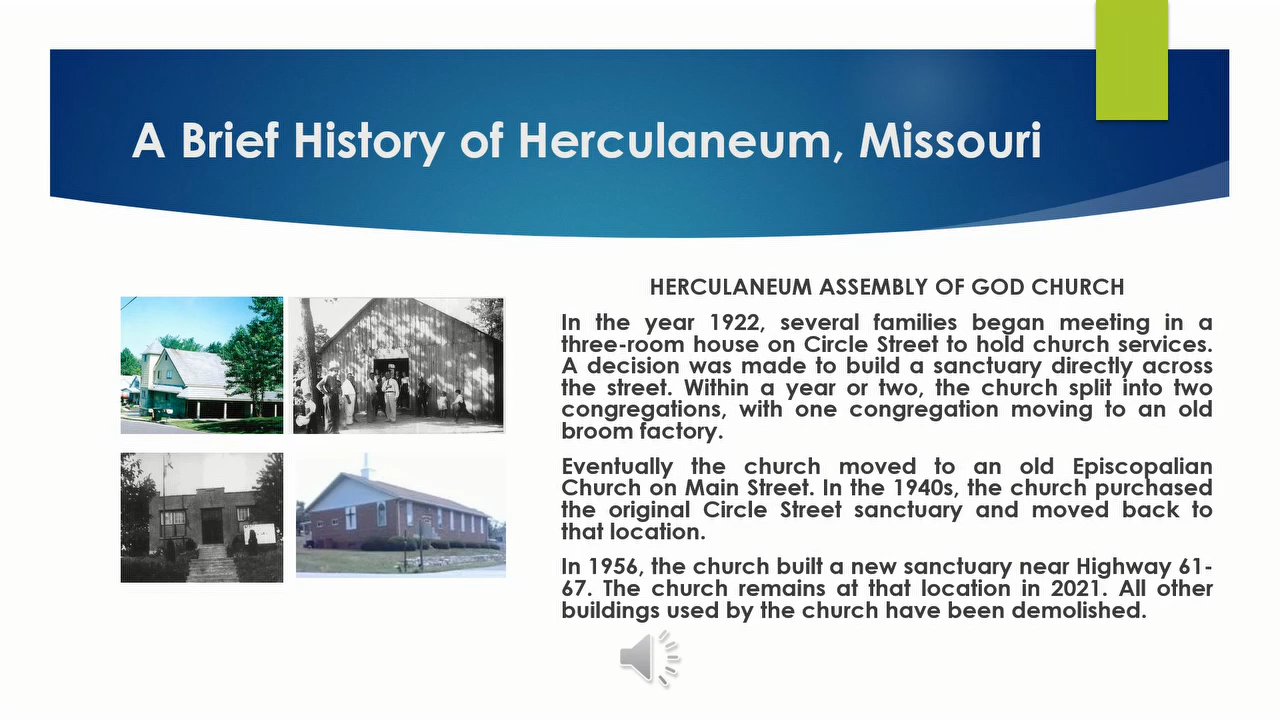 A Brief History of Herculaneum, Missouri
HERCULANEUM ASSEMBLY OF GOD CHURCH
In the year 1922, several families began meeting in a
three-room house on Circle Street to hold church services.
A decision was made to build a sanctuary directly across
the street. Within a year or two, the church split into two
congregations, with one congregation moving to an old
broom factory.
Eventually the church moved to an old Episcopalian
Church on Main Street. In the 1940s, the church purchased
the original Circle Street sanctuary and moved back to
that location.
In 1956, the church built a new sanctuary near Highway 61-
67. The church remains at that location in 2021. All other
buildings used by the church have been demolished.